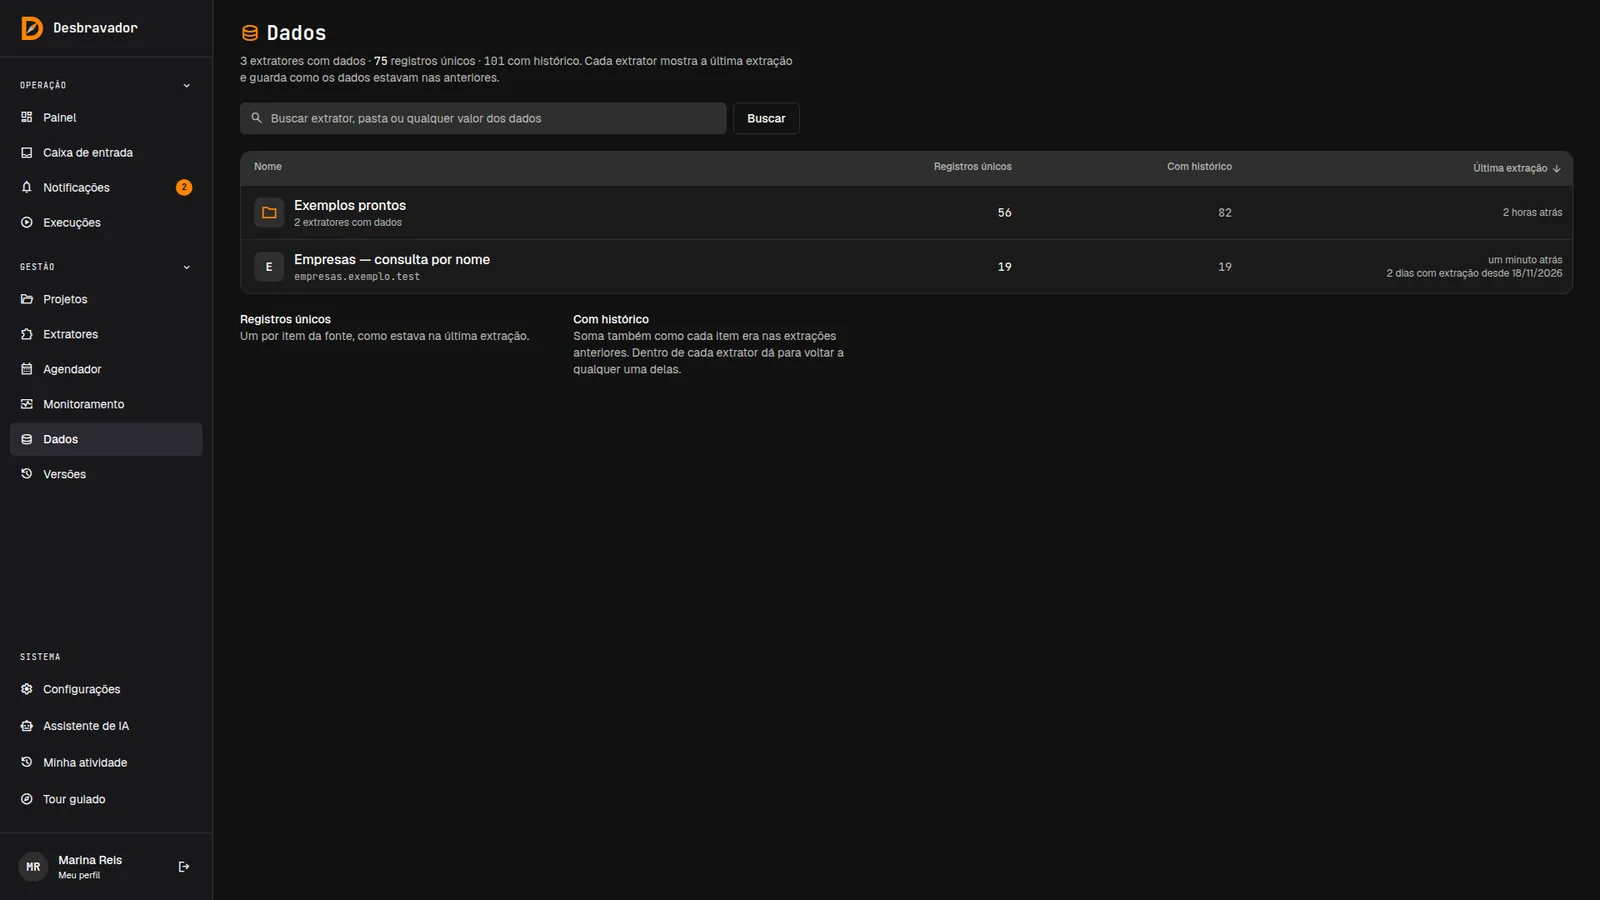 Desbravador
OPERAÇÃO
Painel
Caixa de entrada
Notificações
2
Execuções
GESTÃO
Projetos
Extratores
Agendador
Monitoramento
Dados
Versões
SISTEMA
Configurações
Assistente de IA
Minha atividade
Tour guiado
MR
Marina Reis
Meu perfil
Dados
3 extratores com dados · 75 registros únicos · 101 com histórico. Cada extrator mostra a última extração
e guarda como os dados estavam nas anteriores.
Buscar extrator, pasta ou qualquer valor dos dados
Buscar
Nome
Registros únicos
Com histórico
Última extração
Exemplos prontos
2 extratores com dados
56
82
2 horas atrás
E
Empresas — consulta por nome
empresas.exemplo.test
19
19
um minuto atrás
2 dias com extração desde 18/11/2026
Registros únicos
Um por item da fonte, como estava na última extração.
Com histórico
Soma também como cada item era nas extrações
anteriores. Dentro de cada extrator dá para voltar a
qualquer uma delas.